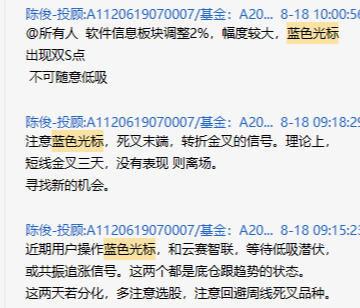 陈俊-投顾:A1120619070007/基金：A20... 8-18 10:00:56
@所有人  软件信息板块调整2%，幅度较大，蓝色光标
出现双S点
不可随意低吸
陈俊-投顾:A1120619070007/基金：A20... 8-18 09:18:29
注意蓝色光标，死叉末端，转折金叉的信号。理论上，
短线金叉三天，没有表现 则离场。
寻找新的机会。
陈俊-投顾:A1120619070007/基金：A20... 8-18 09:15:23
近期用户操作蓝色光标，和云赛智联，等待低吸潜伏，
或共振追涨信号。这两个都是底仓跟趋势的状态。
这两天若分化，多注意选股，注意回避周线死叉品种。